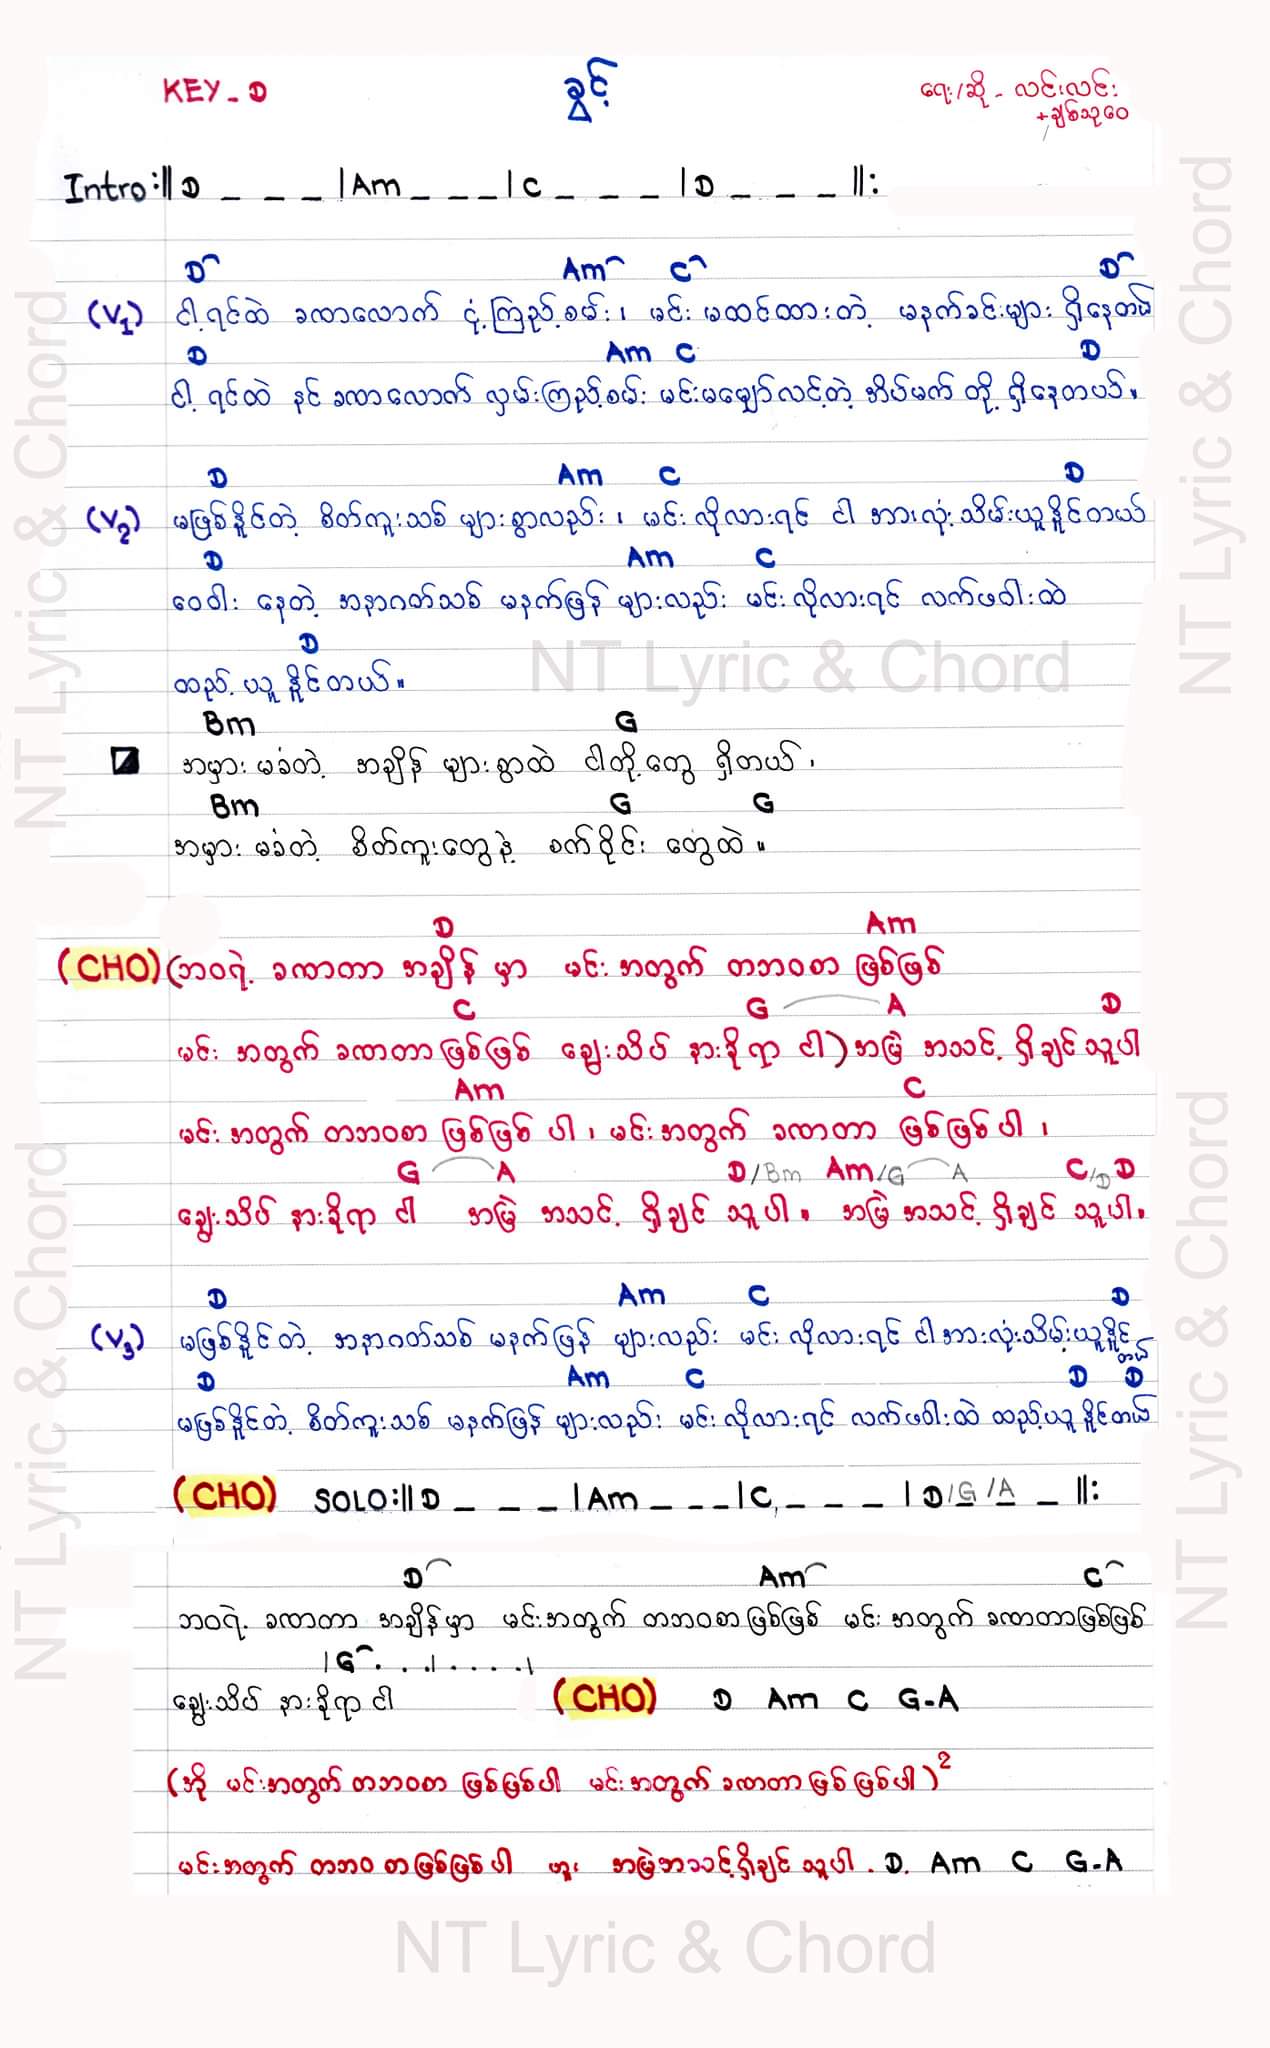 KEY - D
ခွင့်
ရေး/ဆို - လင်းလင်း
+ချစ်သုဝေ
Intro :|| D _ _ _ | Am _ _ _ | C _ _ _ | D _ _ _ ||:
D Am C D
(V1) ငါ့ရင်ထဲ ခဏလောက် ငုံ့ကြည့်စမ်း ၊ မင်း မထင်ထားတဲ့ မနက်ခင်းများ ရှိနေတယ်
D Am C D
ငါ့ ရင်ထဲ နင် ခဏလောက် လှမ်းကြည့်စမ်း မင်းမမျှော်လင့်တဲ့ အိပ်မက် တို့ ရှိနေတယ်။
D Am C D
(V2) မဖြစ်နိုင်တဲ့ စိတ်ကူးသစ် များစွာလည်း ၊ မင်း လိုလားရင် ငါ အားလုံး သိမ်းယူနိုင်တယ်
D Am C
ဝေဝါး နေတဲ့ အနာဂတ်သစ် မနက်ဖြန် များလည်း မင်းလိုလားရင် လက်ဖဝါးထဲ
D
ထည့် ယူ နိုင်တယ်။
Bm G
အမှား မခံတဲ့ အချိန် များစွာထဲ ငါတို့တွေ ရှိတယ် ၊
Bm G G
အမှား မခံတဲ့ စိတ်ကူးတွေနဲ့ စက်ဝိုင်း တွေထဲ ။
D Am
(CHO) (ဘဝရဲ့ ခဏတာ အချိန် မှာ မင်း အတွက် တဘဝစာ ဖြစ်ဖြစ်
C G A D
မင်း အတွက် ခဏတာဖြစ်ဖြစ် ချွေးသိပ် နားခိုရာ ငါ) အမြဲ အသင့် ရှိချင် သူပါ
Am C
မင်း အတွက် တဘဝစာ ဖြစ်ဖြစ် ပါ ၊ မင်း အတွက် ခဏတာ ဖြစ်ဖြစ် ပါ ၊
G A D/Bm Am/G A C/D D
ချွေးသိပ် နားခိုရာ ငါ အမြဲ အသင့် ရှိချင် သူပါ ။ အမြဲ အသင့် ရှိချင် သူပါ။
D Am C D
(V3) မဖြစ်နိုင်တဲ့ အနာဂတ်သစ် မနက်ဖြန် များလည်း မင်း လိုလားရင် ငါအားလုံးသိမ်းယူနိုင်
တယ်
D Am C D D
မဖြစ်နိုင်တဲ့ စိတ်ကူးသစ် မနက်ဖြန် များလည်း မင်း လိုလားရင် လက်ဖဝါးထဲ ထည့်ယူ နိုင်တယ်
(CHO) SOLO :|| D _ _ _ | Am _ _ _ | C, _ _ _ | D/G/A _ ||:
D Am C
ဘဝရဲ့ ခဏတာ အချိန်မှာ မင်းအတွက် တဘဝစာဖြစ်ဖြစ် မင်း အတွက် ခဏတာဖြစ်ဖြစ်
| G . . . | . . . . |
ချွေးသိပ် နားခိုရာ ငါ (CHO) D Am C G-A
(အို မင်းအတွက် တဘဝစာ ဖြစ်ဖြစ်ပါ မင်းအတွက် ခဏတာ ဖြစ်ဖြစ်ပါ)2
မင်းအတွက် တဘဝ စာဖြစ်ဖြစ်ပါ ဟူး အမြဲအသင့်ရှိချင် သူပါ . D. Am C G-A
NT Lyric & Chord
NT Lyric & Chord
NT Lyric & Chord
NT Lyric & Chord
NT Lyric & Chord
NT Lyric & Chord